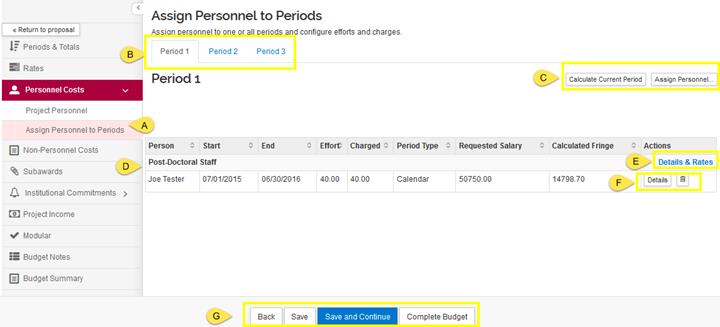 « Return to proposal
Periods & Totals
Rates
Personnel Costs
Project Personnel
Assign Personnel to Periods
Non-Personnel Costs
Subawards
Institutional Commitments
Project Income
Modular
Budget Notes
Budget Summary
Assign Personnel to Periods
Assign personnel to one or all periods and configure efforts and charges.
B Period 1 Period 2 Period 3
Period 1
C Calculate Current Period Assign Personnel...
A
Person Start End Effort Charged Period Type Requested Salary Calculated Fringe Actions
D Post-Doctoral Staff E Details & Rates
Joe Tester 07/01/2015 06/30/2016 40.00 40.00 Calendar 50750.00 14798.70 F Details
G Back Save Save and Continue Complete Budget